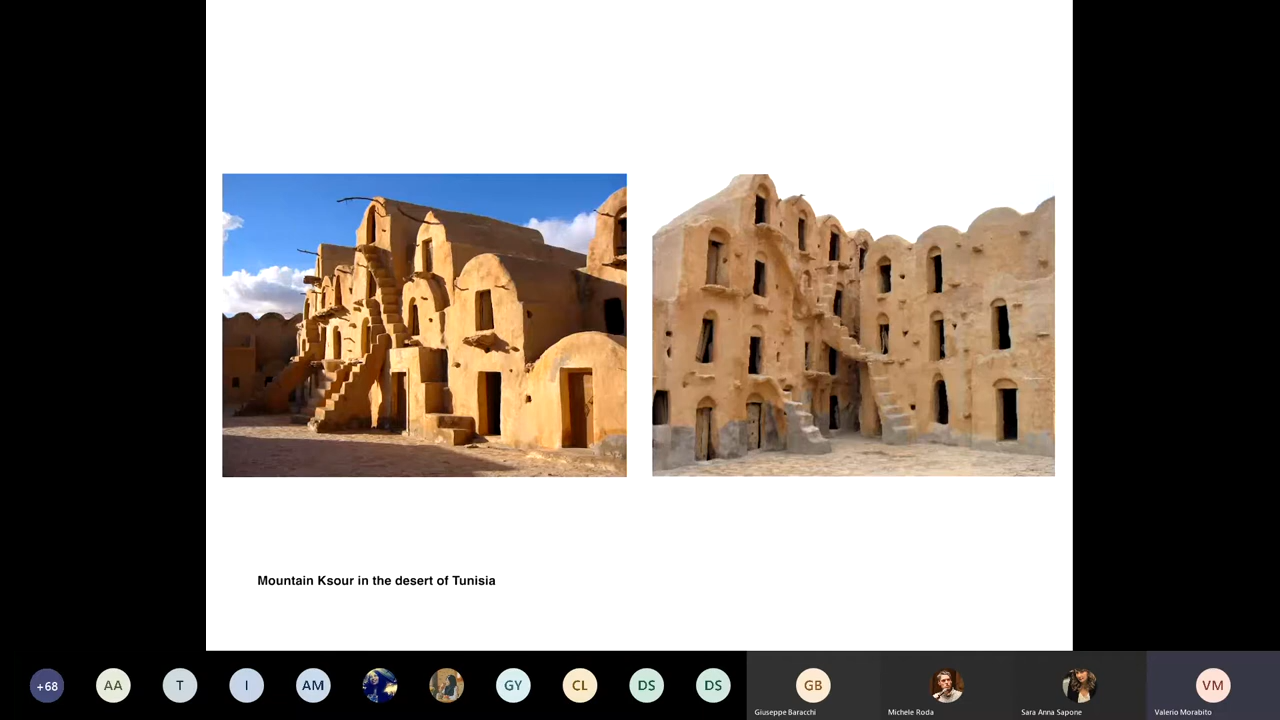 Mountain Ksour in the desert of Tunisia
+68
AA
T
I
AM
GY
CL
DS
DS
GB
VM
Giuseppe Baracchi
Michele Roda
Sara Anna Sapone
Valerio Morabito